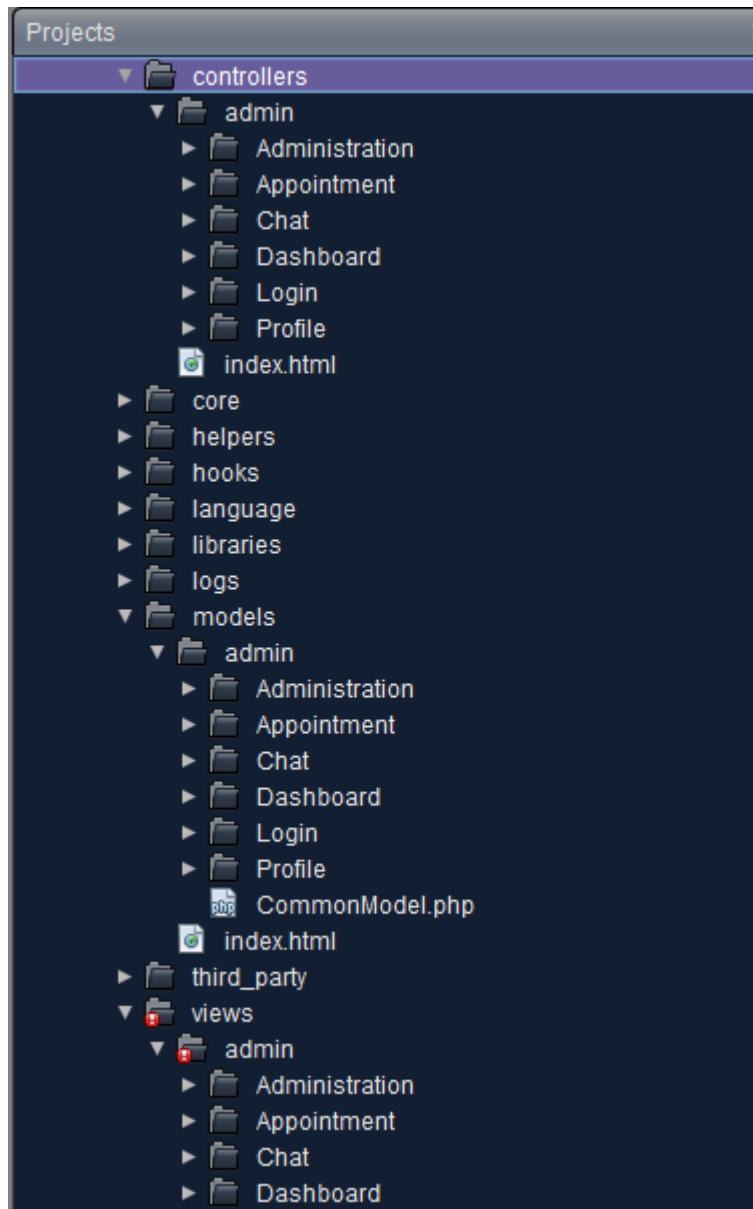 Projects
controllers
admin
Administration
Appointment
Chat
Dashboard
Login
Profile
index.html
core
helpers
hooks
language
libraries
logs
models
admin
Administration
Appointment
Chat
Dashboard
Login
Profile
php CommonModel.php
index.html
third_party
views
admin
Administration
Appointment
Chat
Dashboard